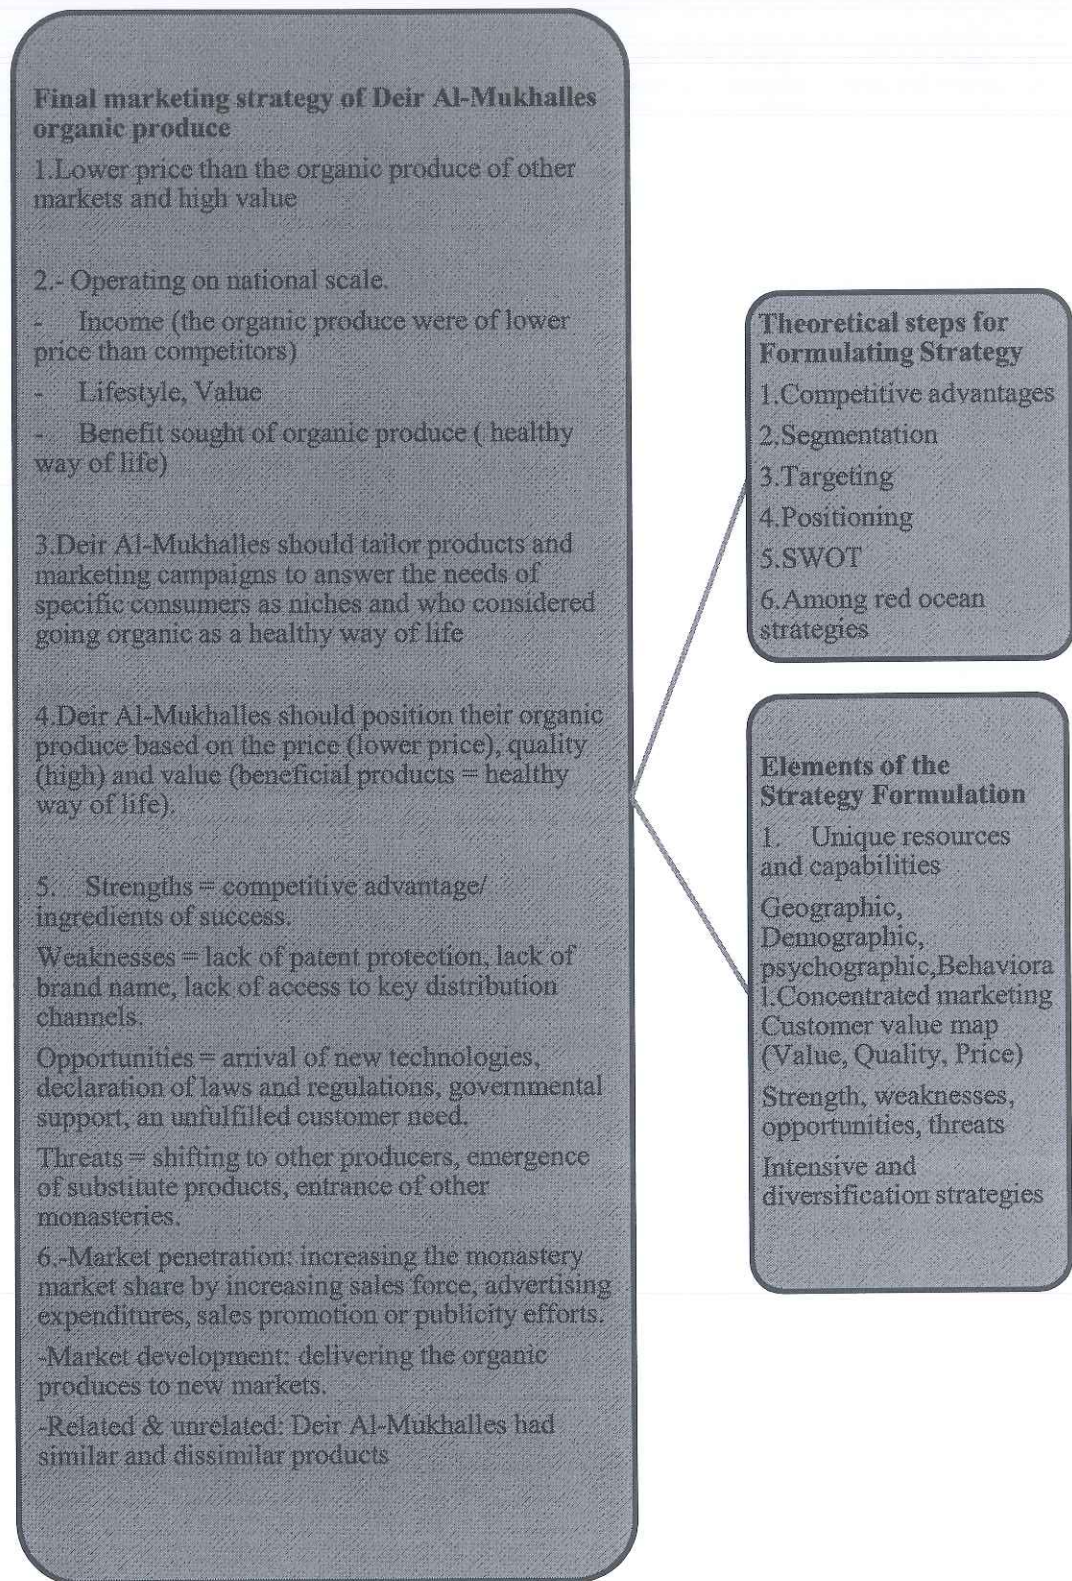 Final marketing strategy of Deir Al-Mukhalles
organic produce
1.Lower price than the organic produce of other
markets and high value
2.- Operating on national scale.
- Income (the organic produce were of lower
price than competitors)
- Lifestyle, Value
- Benefit sought of organic produce ( healthy
way of life)
3.Deir Al-Mukhalles should tailor products and
marketing campaigns to answer the needs of
specific consumers as niches and who considered
going organic as a healthy way of life
4.Deir Al-Mukhalles should position their organic
produce based on the price (lower price), quality
(high) and value (beneficial products = healthy
way of life).
5. Strengths = competitive advantage/
ingredients of success.
Weaknesses = lack of patent protection, lack of
brand name, lack of access to key distribution
channels.
Opportunities = arrival of new technologies,
declaration of laws and regulations, governmental
support, an unfulfilled customer need.
Threats = shifting to other producers, emergence
of substitute products, entrance of other
monasteries.
6.-Market penetration: increasing the monastery
market share by increasing sales force, advertising
expenditures, sales promotion or publicity efforts.
-Market development: delivering the organic
produces to new markets.
-Related & unrelated: Deir Al-Mukhalles had
similar and dissimilar products
Theoretical steps for
Formulating Strategy
1.Competitive advantages
2.Segmentation
3.Targeting
4.Positioning
5.SWOT
6.Among red ocean
strategies
Elements of the
Strategy Formulation
1. Unique resources
and capabilities
Geographic,
Demographic,
psychographic,Behaviora
l.Concentrated marketing
Customer value map
(Value, Quality, Price)
Strength, weaknesses,
opportunities, threats
Intensive and
diversification strategies